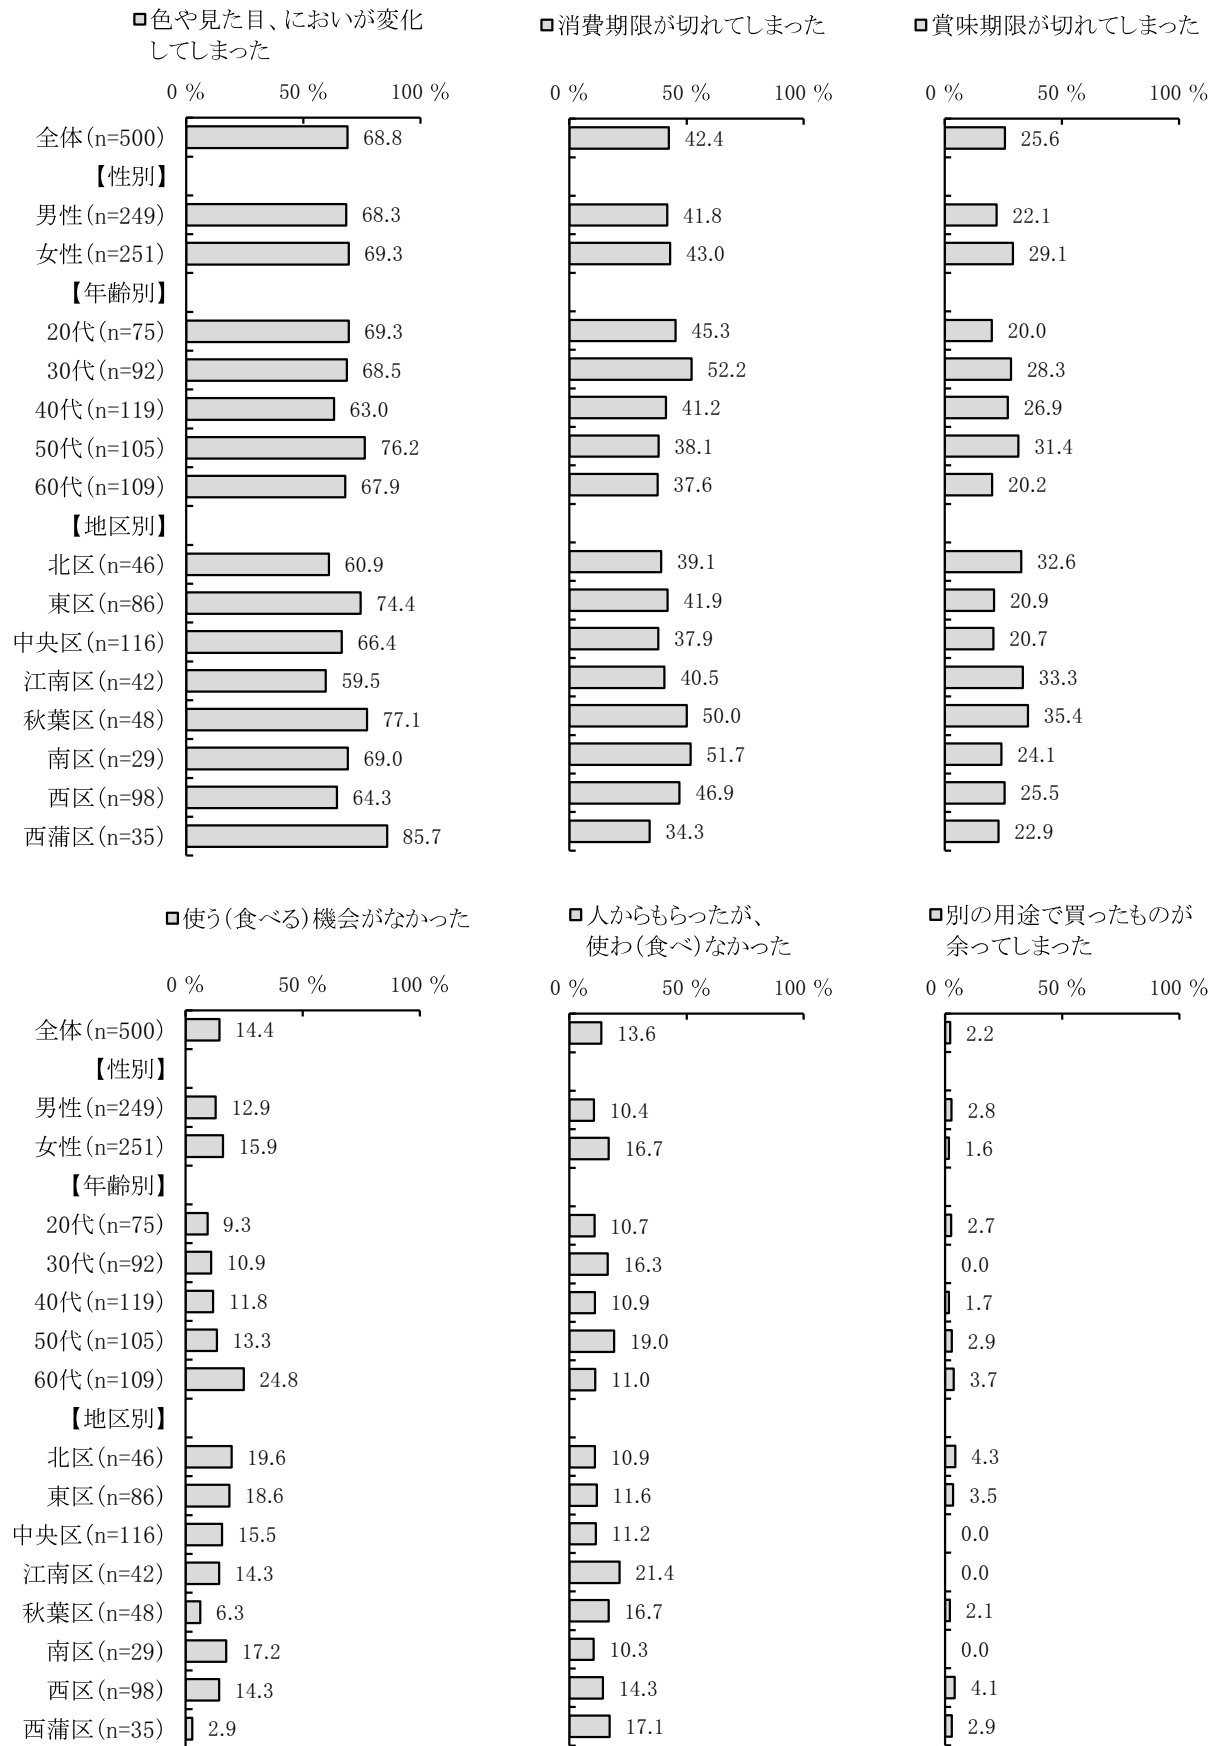 色や見た目、においが変化
してしまった
消費期限が切れてしまった
賞味期限が切れてしまった
0 % 50 % 100 % 0 % 50 % 100 % 0 % 50 % 100 %
全体(n=500) 68.8 42.4 25.6
【性別】
男性(n=249) 68.3 41.8 22.1
女性(n=251) 69.3 43.0 29.1
【年齢別】
20代(n=75) 69.3 45.3 20.0
30代(n=92) 68.5 52.2 28.3
40代(n=119) 63.0 41.2 26.9
50代(n=105) 76.2 38.1 31.4
60代(n=109) 67.9 37.6 20.2
【地区別】
北区(n=46) 60.9 39.1 32.6
東区(n=86) 74.4 41.9 20.9
中央区(n=116) 66.4 37.9 20.7
江南区(n=42) 59.5 40.5 33.3
秋葉区(n=48) 77.1 50.0 35.4
南区(n=29) 69.0 51.7 24.1
西区(n=98) 64.3 46.9 25.5
西蒲区(n=35) 85.7 34.3 22.9
使う(食べる)機会がなかった
人からもらったが、
使わ(食べ)なかった
別の用途で買ったものが
余ってしまった
0 % 50 % 100 % 0 % 50 % 100 % 0 % 50 % 100 %
全体(n=500) 14.4 13.6 2.2
【性別】
男性(n=249) 12.9 10.4 2.8
女性(n=251) 15.9 16.7 1.6
【年齢別】
20代(n=75) 9.3 10.7 2.7
30代(n=92) 10.9 16.3 0.0
40代(n=119) 11.8 10.9 1.7
50代(n=105) 13.3 19.0 2.9
60代(n=109) 24.8 11.0 3.7
【地区別】
北区(n=46) 19.6 10.9 4.3
東区(n=86) 18.6 11.6 3.5
中央区(n=116) 15.5 11.2 0.0
江南区(n=42) 14.3 21.4 0.0
秋葉区(n=48) 6.3 16.7 2.1
南区(n=29) 17.2 10.3 0.0
西区(n=98) 14.3 14.3 4.1
西蒲区(n=35) 2.9 17.1 2.9